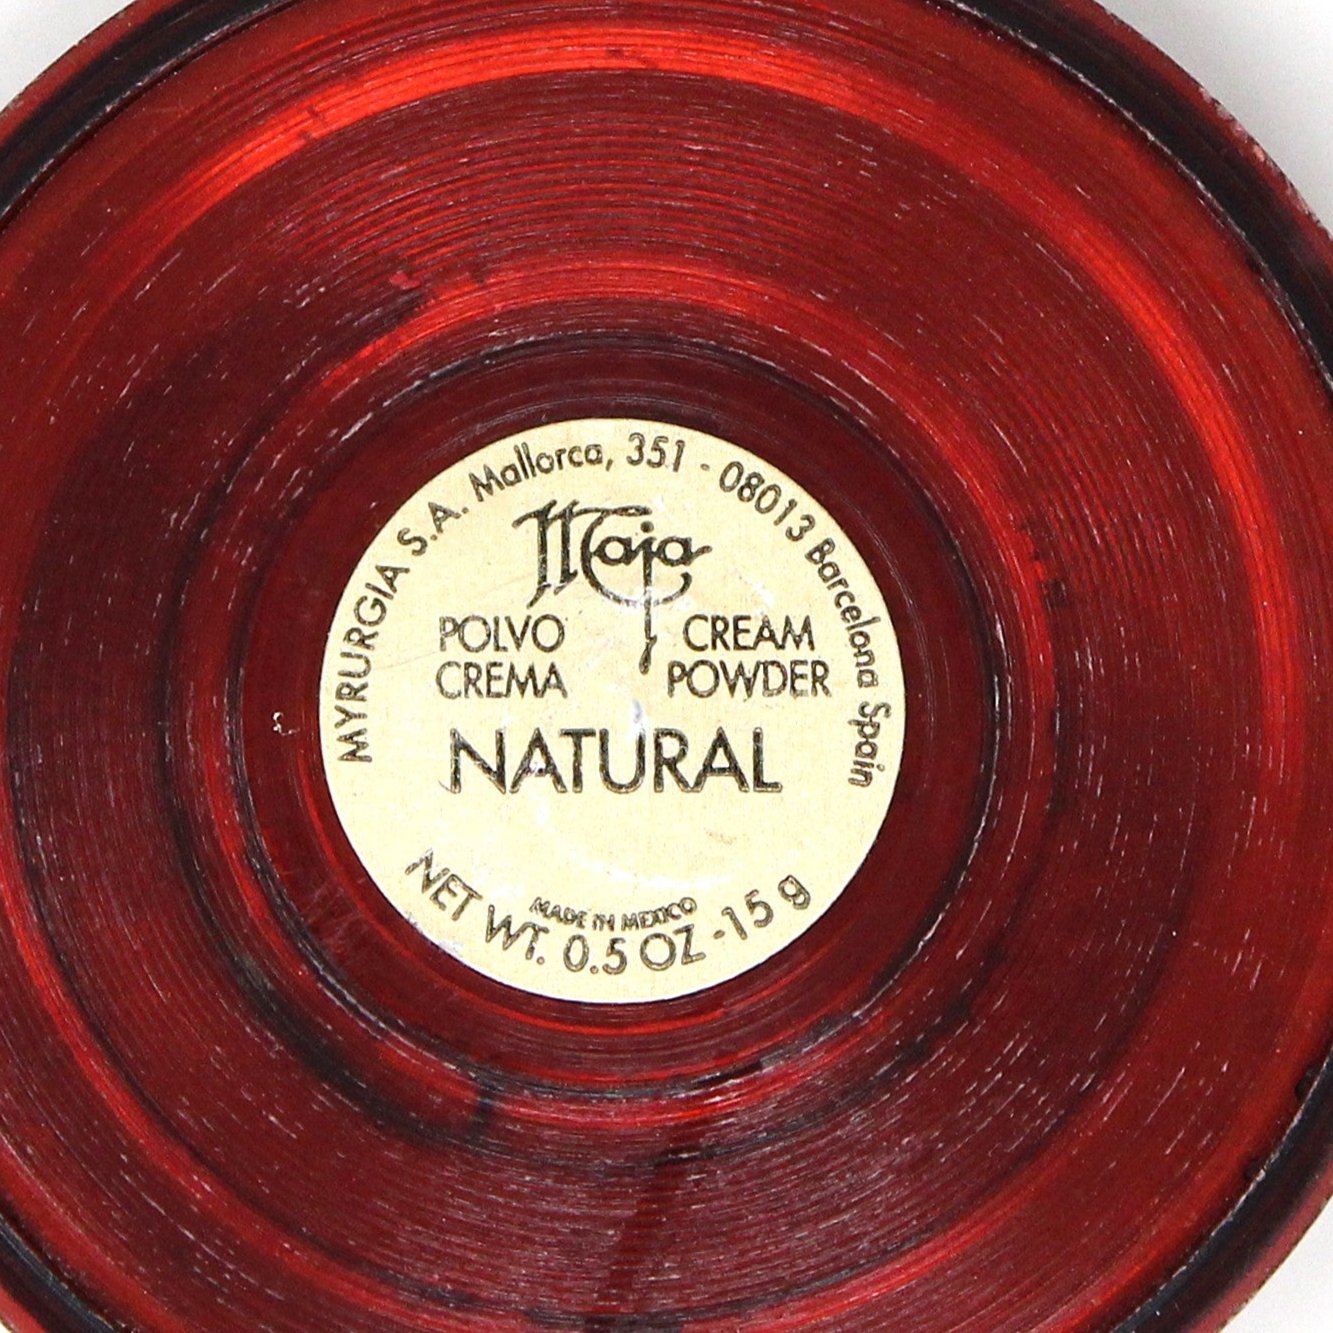 MYRURGIA S.A. Mallorca, 351 - 08013 Barcelona Spain
Maja
POLVO CREMA
CREAM POWDER
NATURAL
MADE IN MEXICO
NET WT. 0.5 OZ - 15 g